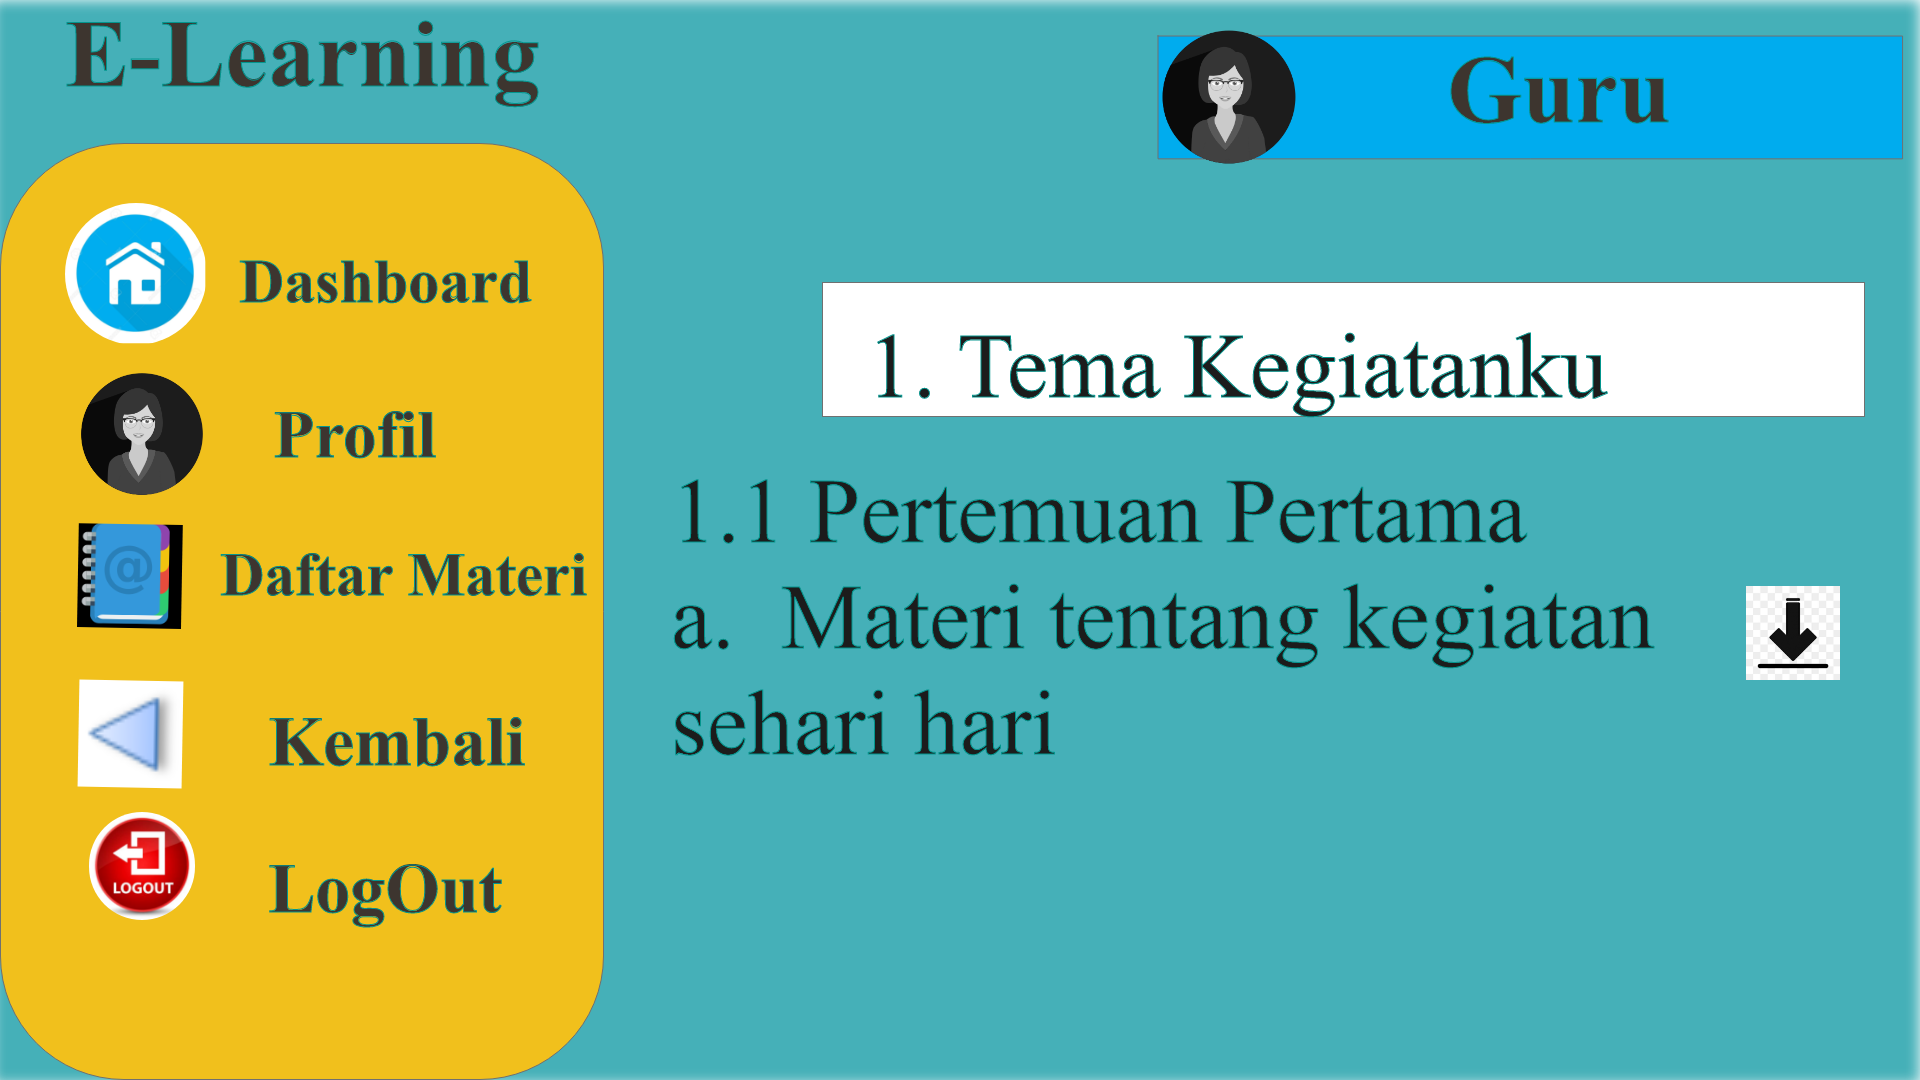 E-Learning
Guru
Dashboard
Profil
@
Daftar Materi
Kembali
LOGOUT
LogOut
1. Tema Kegiatanku
1.1 Pertemuan Pertama
a. Materi tentang kegiatan
sehari hari